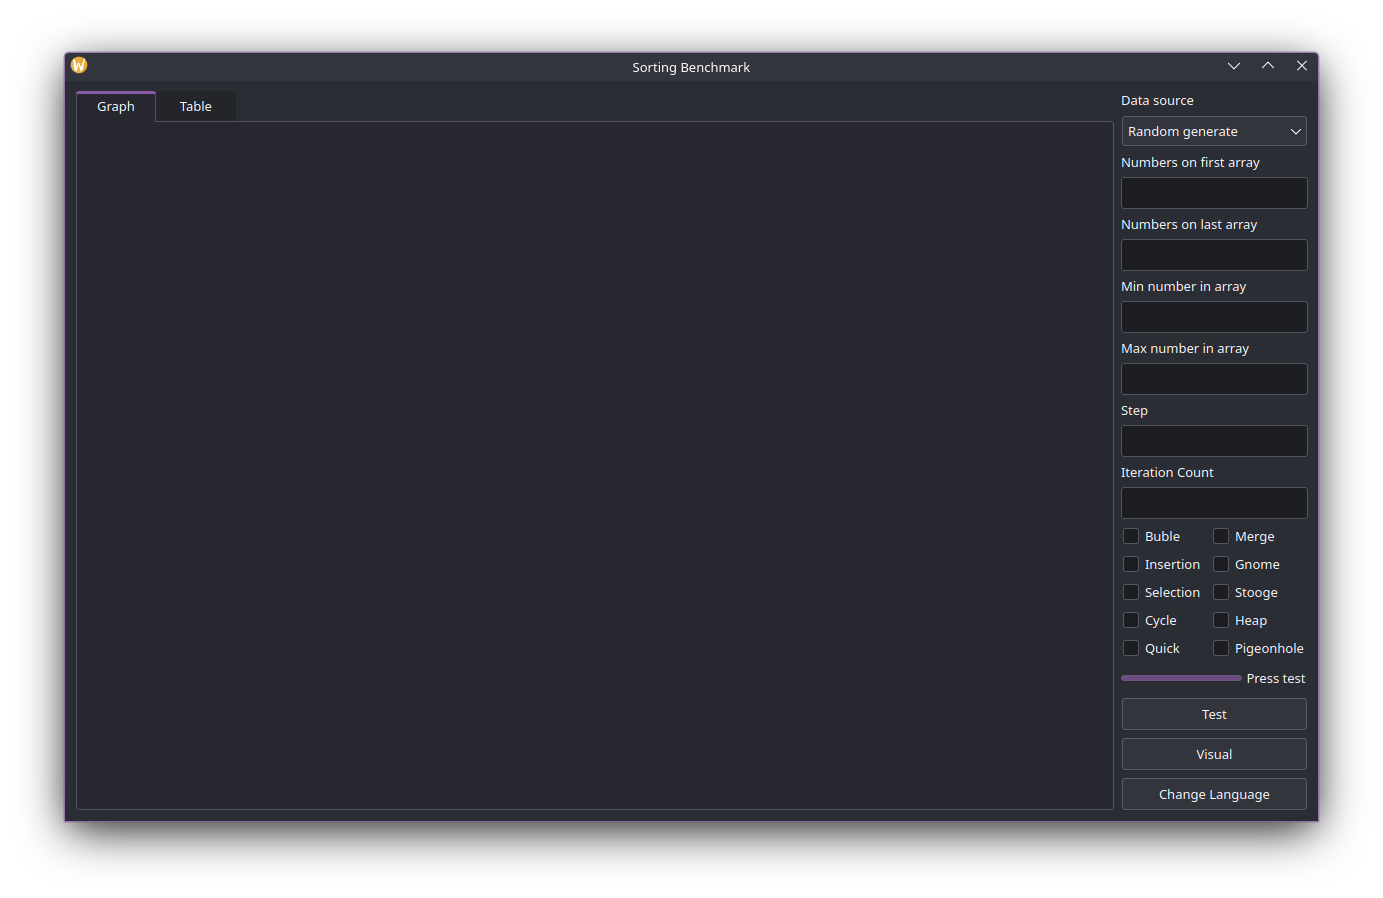 W
Sorting Benchmark
Graph Table
Data source
Random generate
Numbers on first array
Numbers on last array
Min number in array
Max number in array
Step
Iteration Count
Buble Merge
Insertion Gnome
Selection Stooge
Cycle Heap
Quick Pigeonhole
Press test
Test
Visual
Change Language